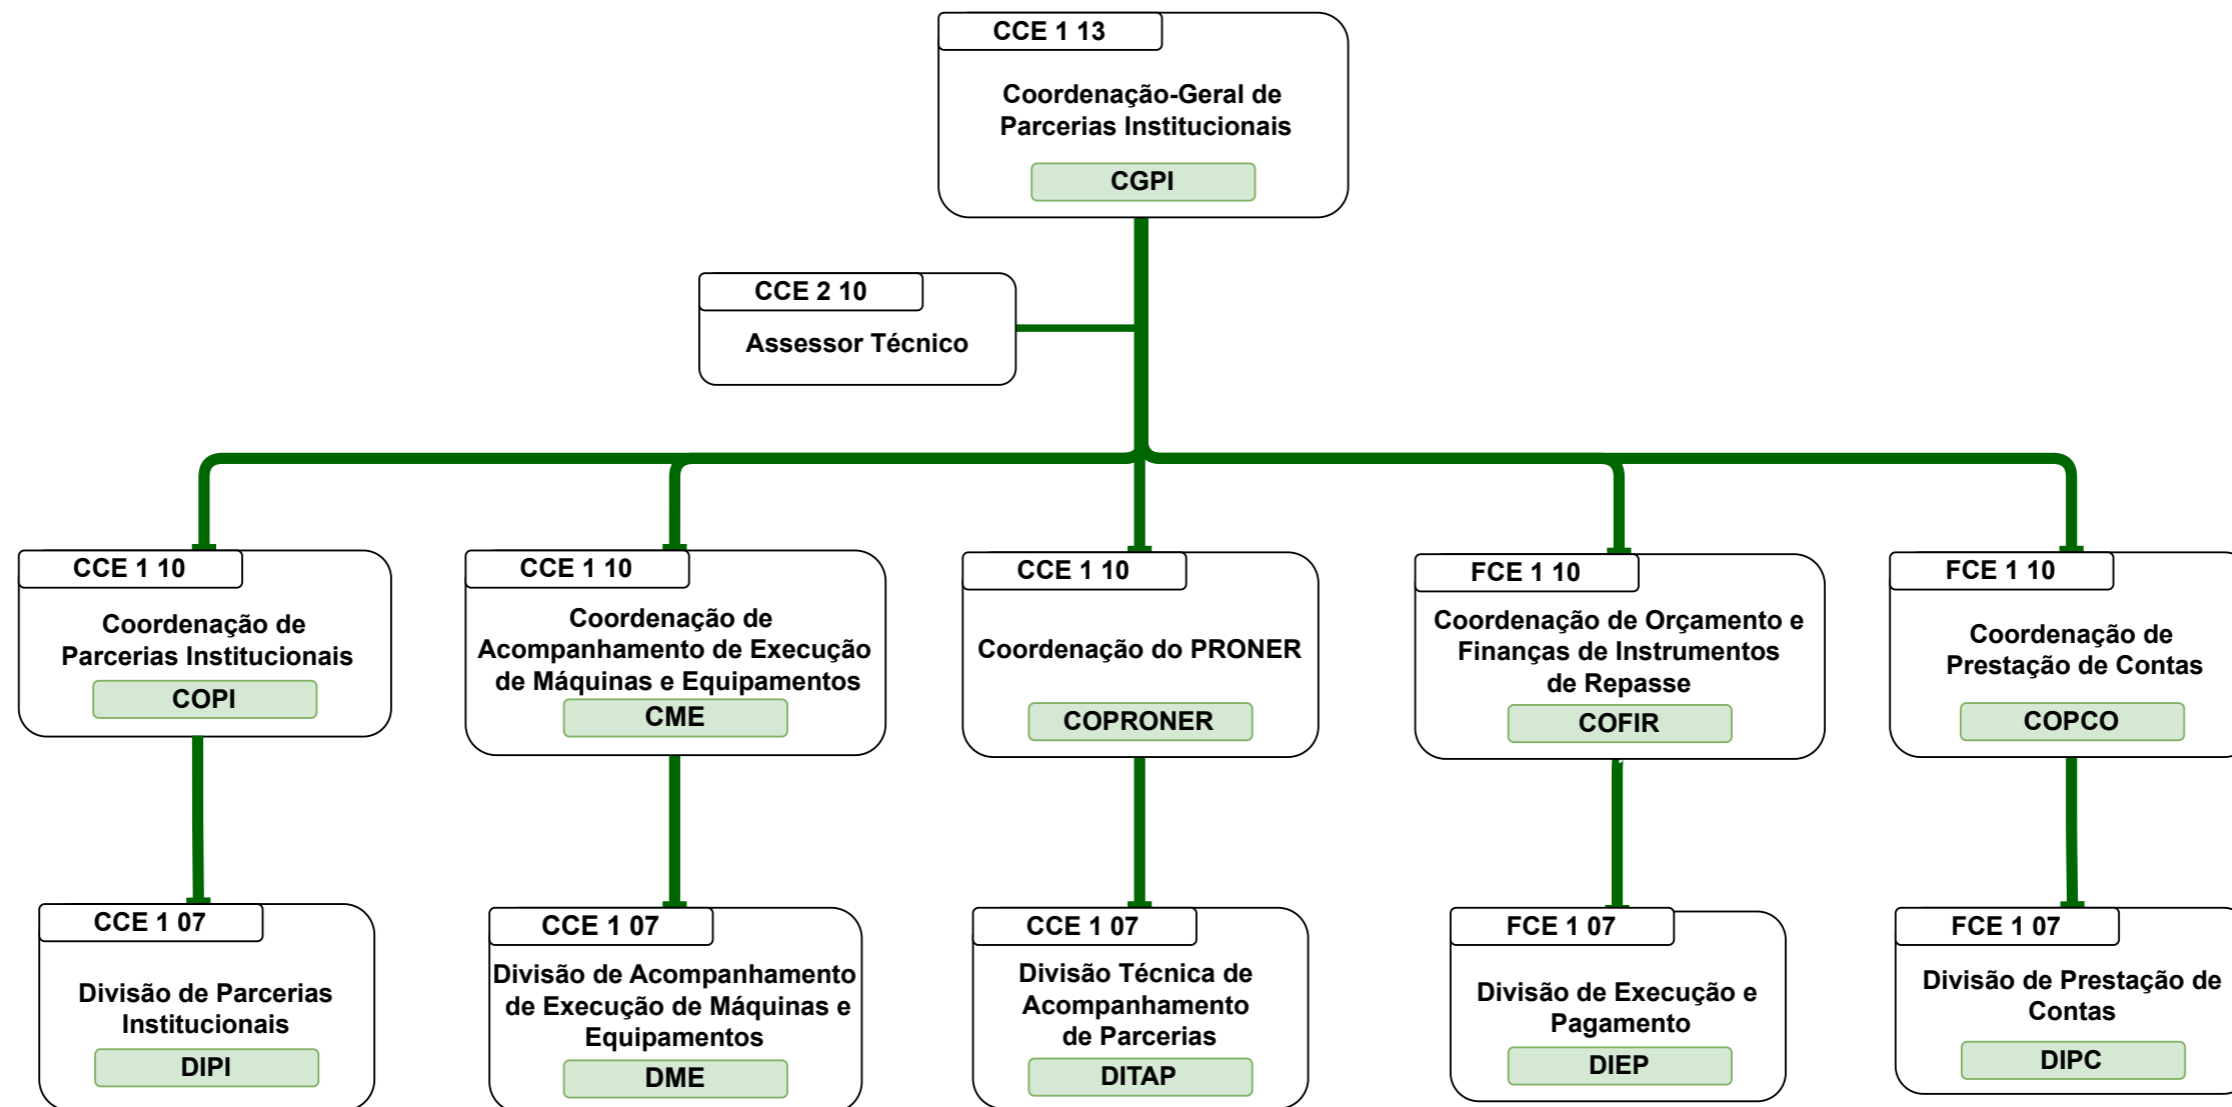 CCE 1 13
Coordenação-Geral de
Parcerias Institucionais
CGPI
CCE 2 10
Assessor Técnico
CCE 1 10
Coordenação de
Parcerias Institucionais
COPI
CCE 1 10
Coordenação de
Acompanhamento de Execução
de Máquinas e Equipamentos
CME
CCE 1 10
Coordenação do PRONER
COPRONER
FCE 1 10
Coordenação de Orçamento e
Finanças de Instrumentos
de Repasse
COFIR
FCE 1 10
Coordenação de
Prestação de Contas
COPCO
CCE 1 07
Divisão de Parcerias
Institucionais
DIPI
CCE 1 07
Divisão de Acompanhamento
de Execução de Máquinas e
Equipamentos
DME
CCE 1 07
Divisão Técnica de
Acompanhamento
de Parcerias
DITAP
FCE 1 07
Divisão de Execução e
Pagamento
DIEP
FCE 1 07
Divisão de Prestação de
Contas
DIPC